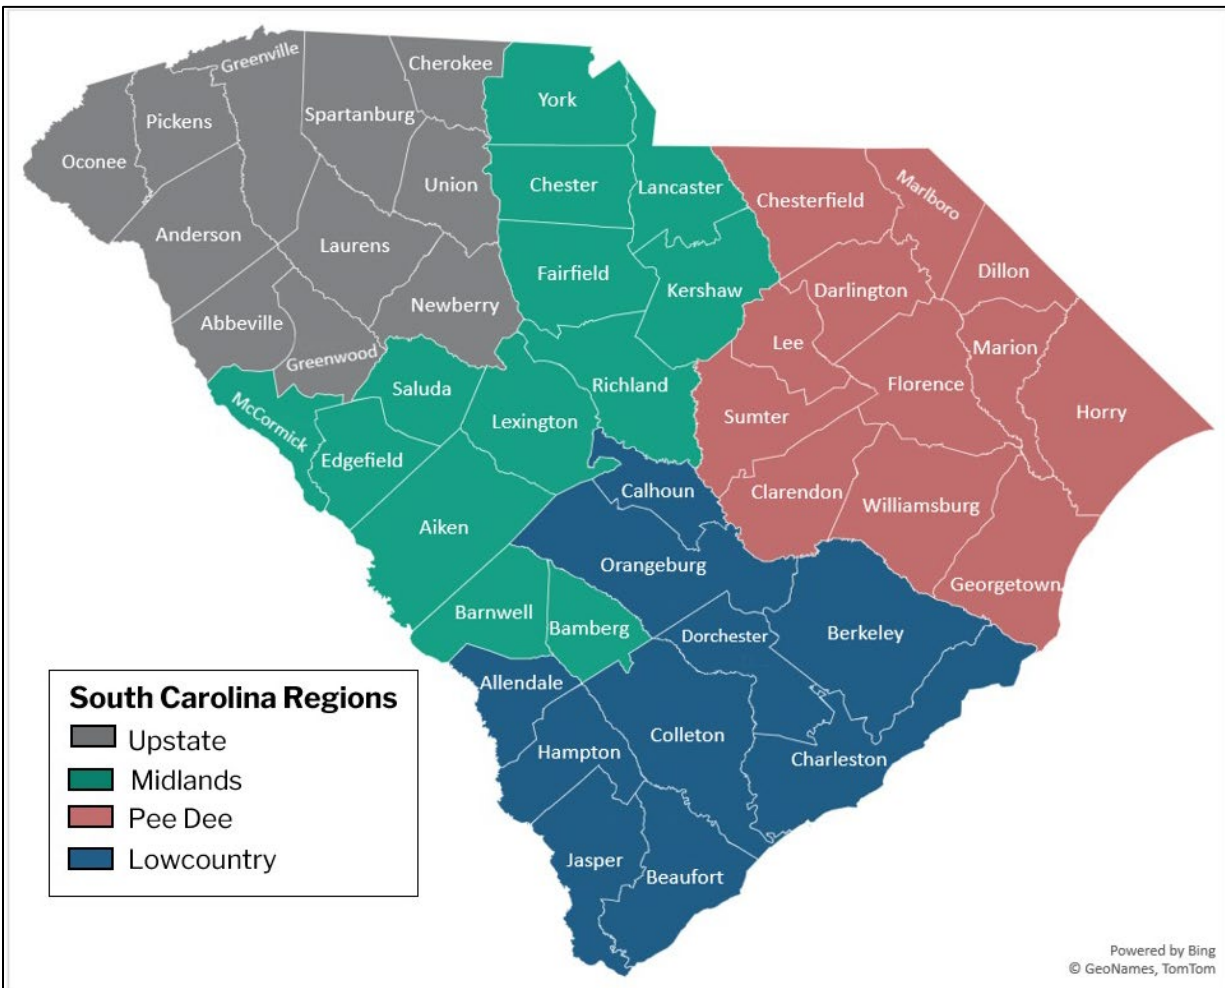 Greenville
Cherokee
York
Pickens
Spartanburg
Oconee
Union
Chester
Lancaster
Chesterfield
Marlboro
Anderson
Laurens
Fairfield
Kershaw
Darlington
Dillon
Abbeville
Newberry
Greenwood
Lee
Marion
Saluda
Richland
Florence
McCormick
Lexington
Sumter
Horry
Edgefield
Calhoun
Clarendon
Williamsburg
Aiken
Orangeburg
Georgetown
Barnwell
Bamberg
Dorchester
Berkeley
Allendale
Hampton
Colleton
Charleston
Jasper
Beaufort
South Carolina Regions
Upstate
Midlands
Pee Dee
Lowcountry
Powered by Bing
© GeoNames, TomTom